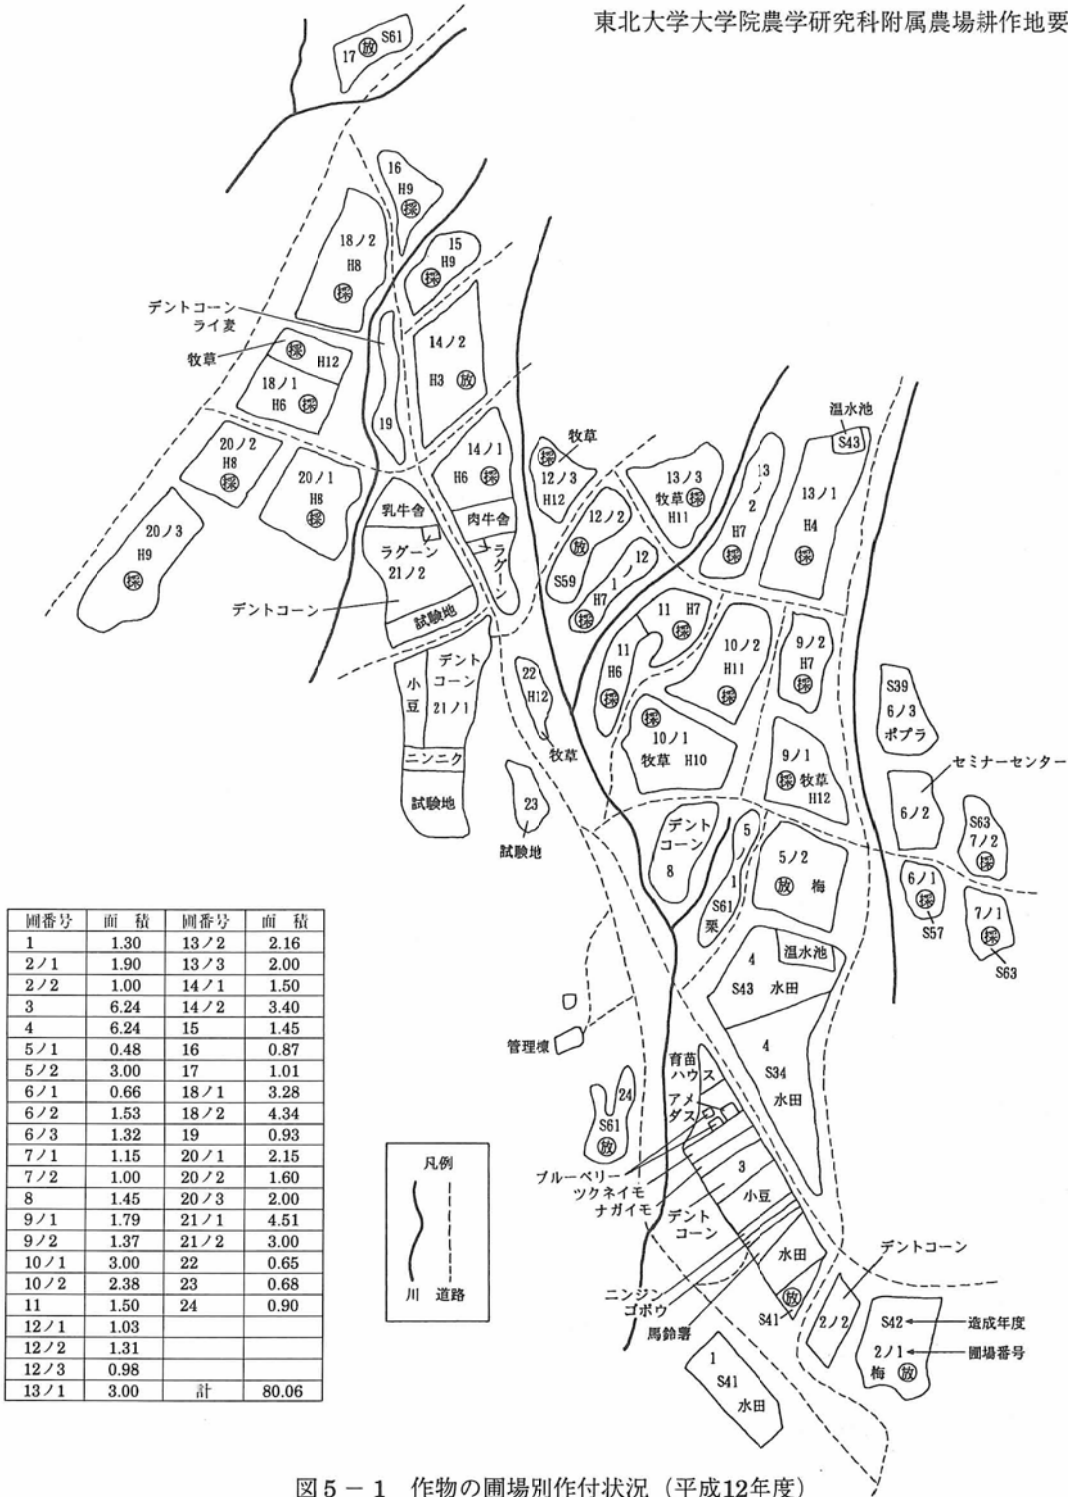 東北大学大学院農学研究科附属農場耕作地要
17 放 S61
16
H9
採
18ノ2
H8
採
15
H9
採
デントコーン
ライ麦
14ノ2
H3 放
牧草
採 H12
18ノ1
H6 採
19
20ノ2
H8
採
20ノ1
H8
採
20ノ3
H9
採
14ノ1
H6 採
乳牛舎
肉牛舎
ラグーン
21ノ2
ラグーン
デントコーン
試験地
小豆
デント
コーン
21ノ1
ニンニク
試験地
22
H12
牧草
23
試験地
牧草
採
12ノ3
H12
12ノ2
放
S59
12
ノ
1
H7
採
13ノ3
牧草 採
H11
13
ノ
2
H7
採
温水池
S43
13ノ1
H4
採
11 H7
採
11
H6
採
10ノ2
H11
採
9ノ2
H7
採
採
10ノ1
牧草 H10
9ノ1
採 牧草
H12
S39
6ノ3
ポプラ
セミナーセンター
6ノ2
S63
7ノ2
採
6ノ1
採
S57
7ノ1
採
S63
デント
コーン
8
5
ノ
1
S61
栗
5ノ2
放 梅
温水池
4
S43 水田
4
S34
水田
管理棟
24
S61
放
育苗
ハウス
アメ
ダス
ブルーベリー
ツクネイモ
ナガイモ
デント
コーン
3
小豆
水田
ニンジン
ゴボウ
馬鈴薯
放
S41
デントコーン
2ノ2
S42
造成年度
2ノ1
圃場番号
梅 放
1
S41
水田
凡例
川 道路
圃番号 面 積 圃番号 面 積
1 1.30 13ノ2 2.16
2ノ1 1.90 13ノ3 2.00
2ノ2 1.00 14ノ1 1.50
3 6.24 14ノ2 3.40
4 6.24 15 1.45
5ノ1 0.48 16 0.87
5ノ2 3.00 17 1.01
6ノ1 0.66 18ノ1 3.28
6ノ2 1.53 18ノ2 4.34
6ノ3 1.32 19 0.93
7ノ1 1.15 20ノ1 2.15
7ノ2 1.00 20ノ2 1.60
8 1.45 20ノ3 2.00
9ノ1 1.79 21ノ1 4.51
9ノ2 1.37 21ノ2 3.00
10ノ1 3.00 22 0.65
10ノ2 2.38 23 0.68
11 1.50 24 0.90
12ノ1 1.03
12ノ2 1.31
12ノ3 0.98
13ノ1 3.00 計 80.06
図5－1 作物の圃場別作付状況（平成12年度）